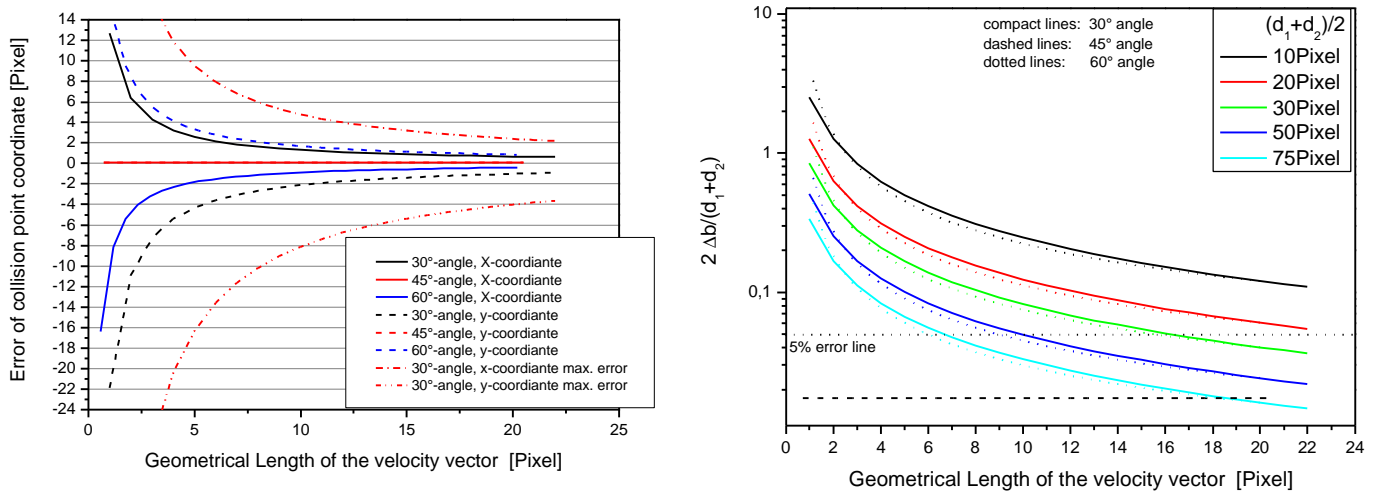 Error of collision point coordinate [Pixel]
14
12
10
8
6
4
2
0
-2
-4
-6
-8
-10
-12
-14
-16
-18
-20
-22
-24
0
5
10
15
20
25
Geometrical Length of the velocity vector [Pixel]
30°-angle, X-coordiante
45°-angle, X-coordiante
60°-angle, X-coordiante
30°-angle, y-coordiante
45°-angle, y-coordiante
60°-angle, y-coordiante
30°-angle, x-coordiante max. error
30°-angle, y-coordiante max. error
2 Δb/(d₁+d₂)
10
1
0,1
compact lines: 30° angle
dashed lines: 45° angle
dotted lines: 60° angle
(d₁+d₂)/2
10Pixel
20Pixel
30Pixel
50Pixel
75Pixel
5% error line
0
2
4
6
8
10
12
14
16
18
20
22
24
Geometrical Length of the velocity vector [Pixel]